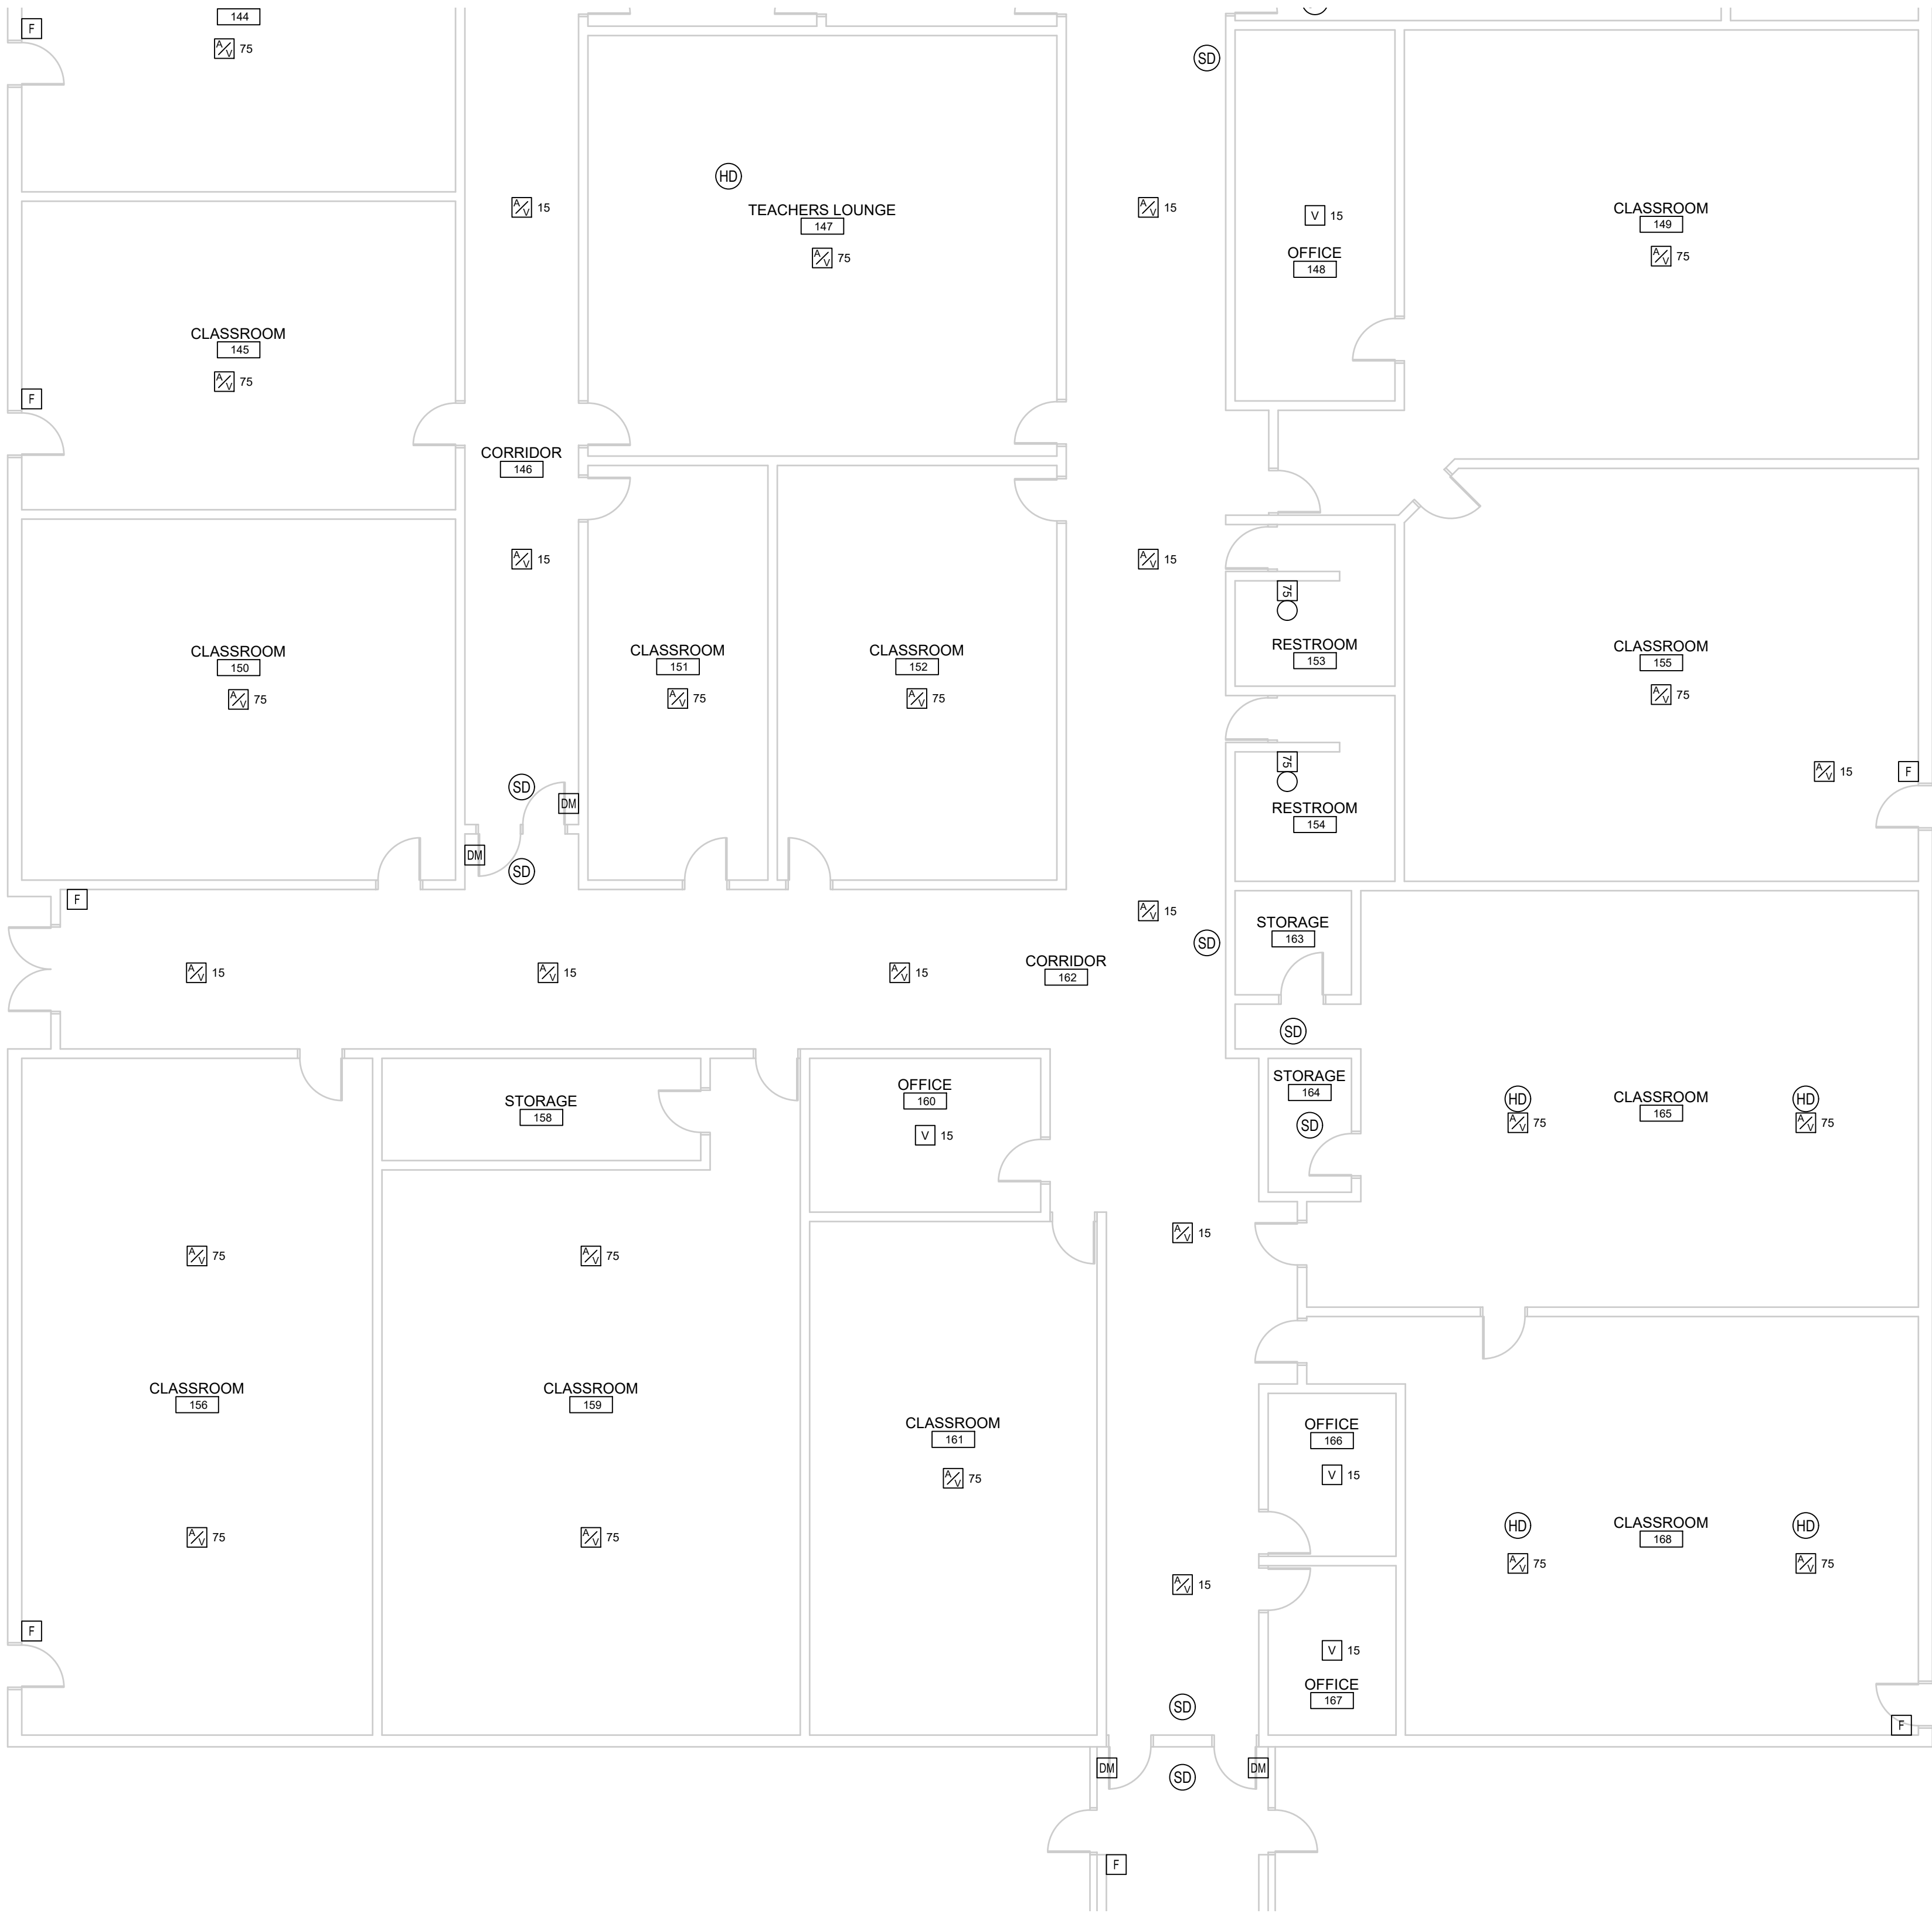 144
F
A/V 75
SD
HD
A/V 15
TEACHERS LOUNGE
147
A/V 75
A/V 15
V 15
OFFICE
148
CLASSROOM
149
A/V 75
CLASSROOM
145
A/V 75
F
CORRIDOR
146
A/V 15
A/V 15
CLASSROOM
150
A/V 75
CLASSROOM
151
A/V 75
CLASSROOM
152
A/V 75
75
RESTROOM
153
CLASSROOM
155
A/V 75
75
RESTROOM
154
A/V 15
F
SD
DM
DM
SD
F
A/V 15
SD
STORAGE
163
A/V 15
A/V 15
A/V 15
CORRIDOR
162
SD
STORAGE
158
OFFICE
160
V 15
STORAGE
164
SD
HD
A/V 75
CLASSROOM
165
HD
A/V 75
A/V 75
A/V 75
A/V 15
CLASSROOM
156
CLASSROOM
159
CLASSROOM
161
A/V 75
OFFICE
166
V 15
A/V 75
A/V 75
HD
A/V 75
CLASSROOM
168
HD
A/V 75
A/V 15
F
V 15
OFFICE
167
SD
F
DM
SD
DM
F